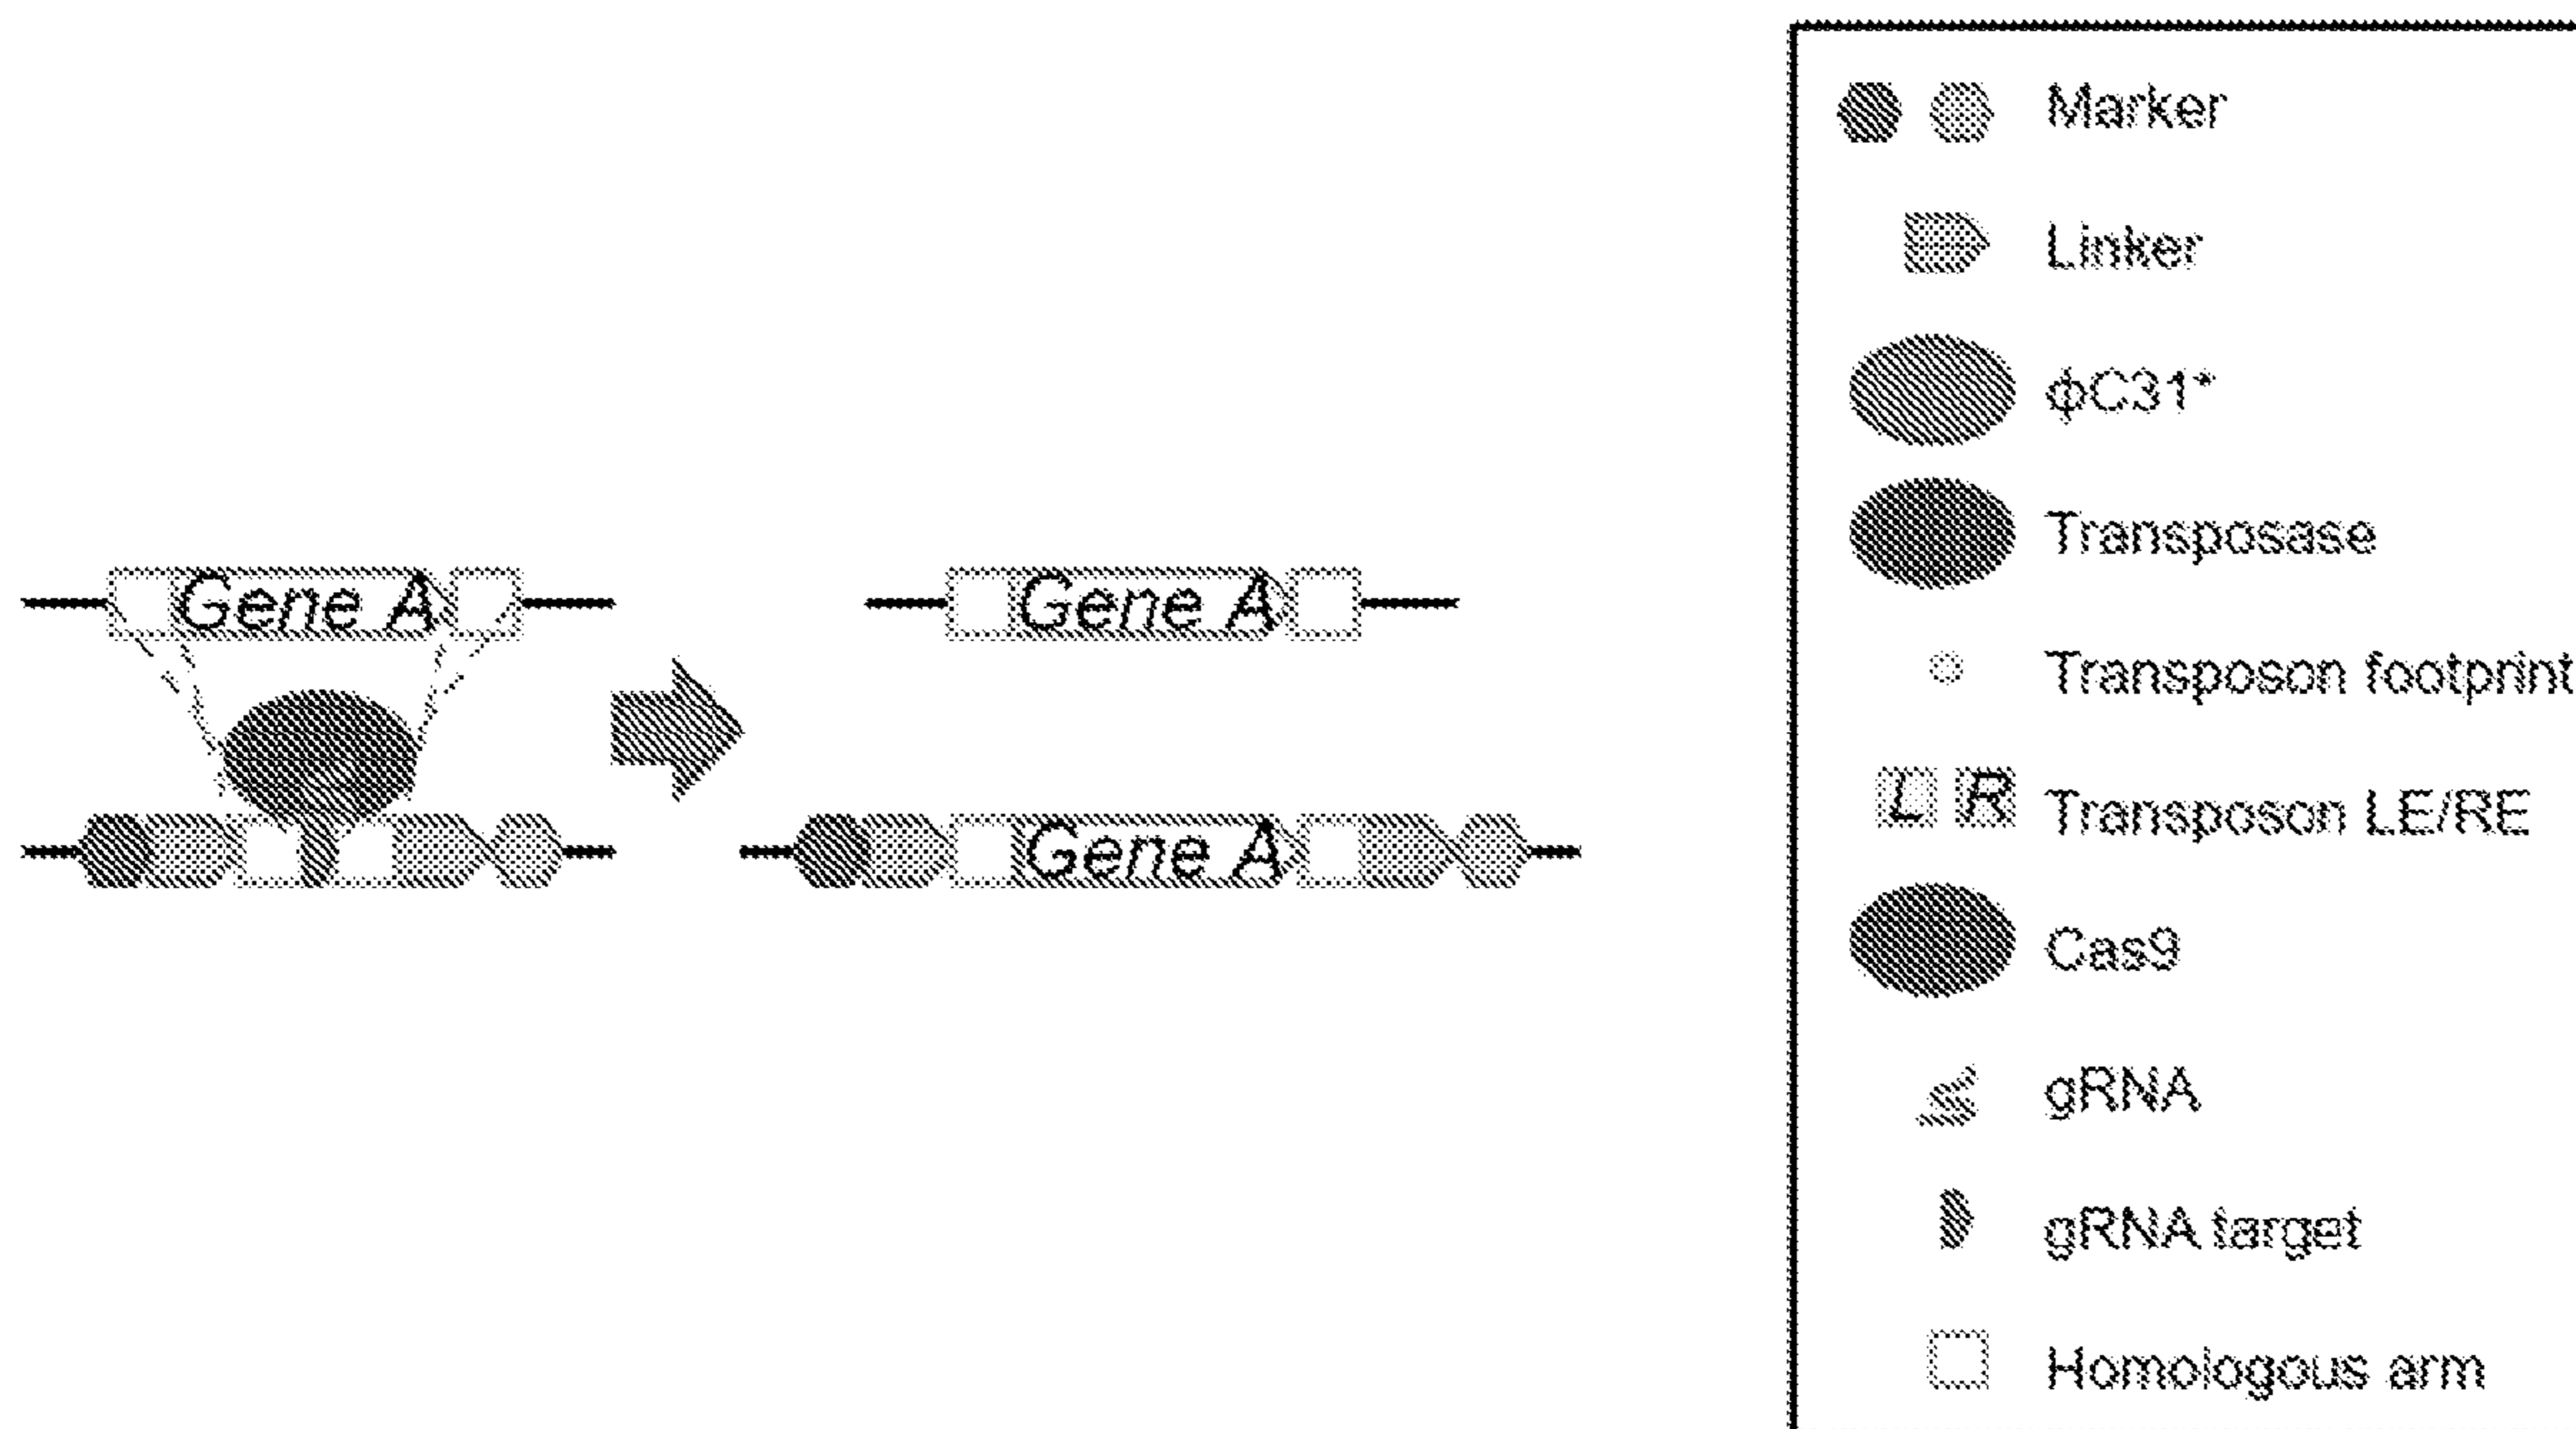 Gene A
Gene A
Gene A
Marker
Linker
ϕC31*
Transposase
Transposon footprint
L R Transposon LE/RE
Cas9
gRNA
gRNA target
Homologous arm